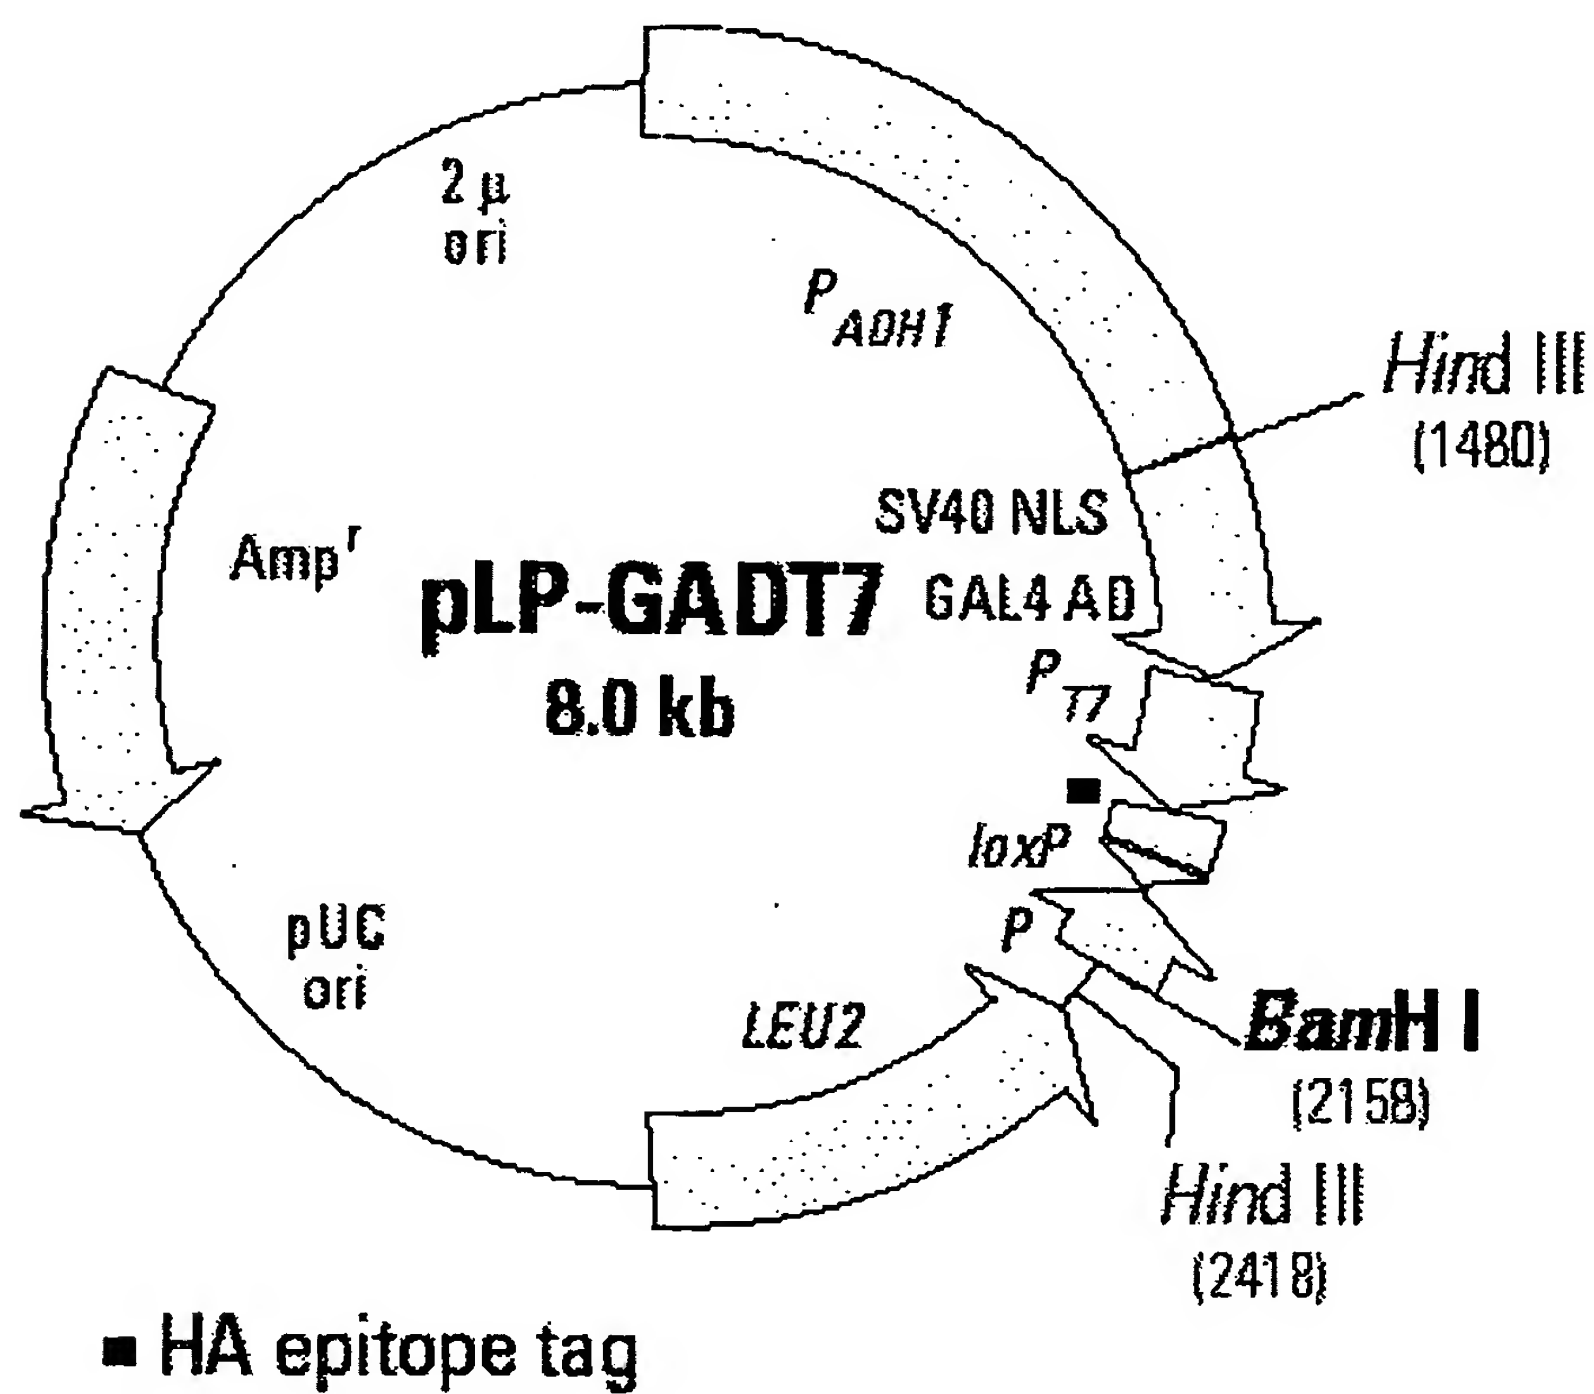 2 μ
ori
P ADH1
Hind III
(1480)
SV40 NLS
GAL4 AD
Ampr
pLP-GADT7
8.0 kb
P T7
loxP
P
pUC
ori
LEU2
BamH I
(2158)
Hind III
(2418)
HA epitope tag